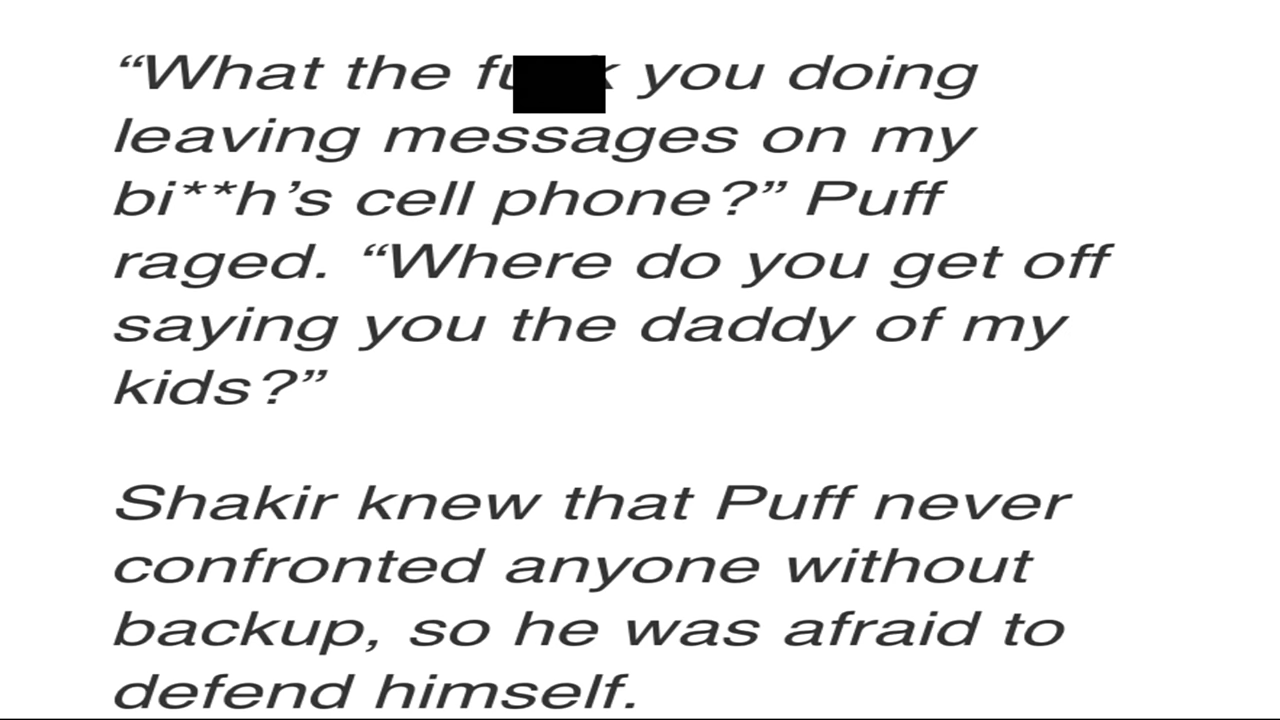 “What the you doing
leaving messages on my
bi**h’s cell phone?” Puff
raged. “Where do you get off
saying you the daddy of my
kids?”
Shakir knew that Puff never
confronted anyone without
backup, so he was afraid to
defend himself.